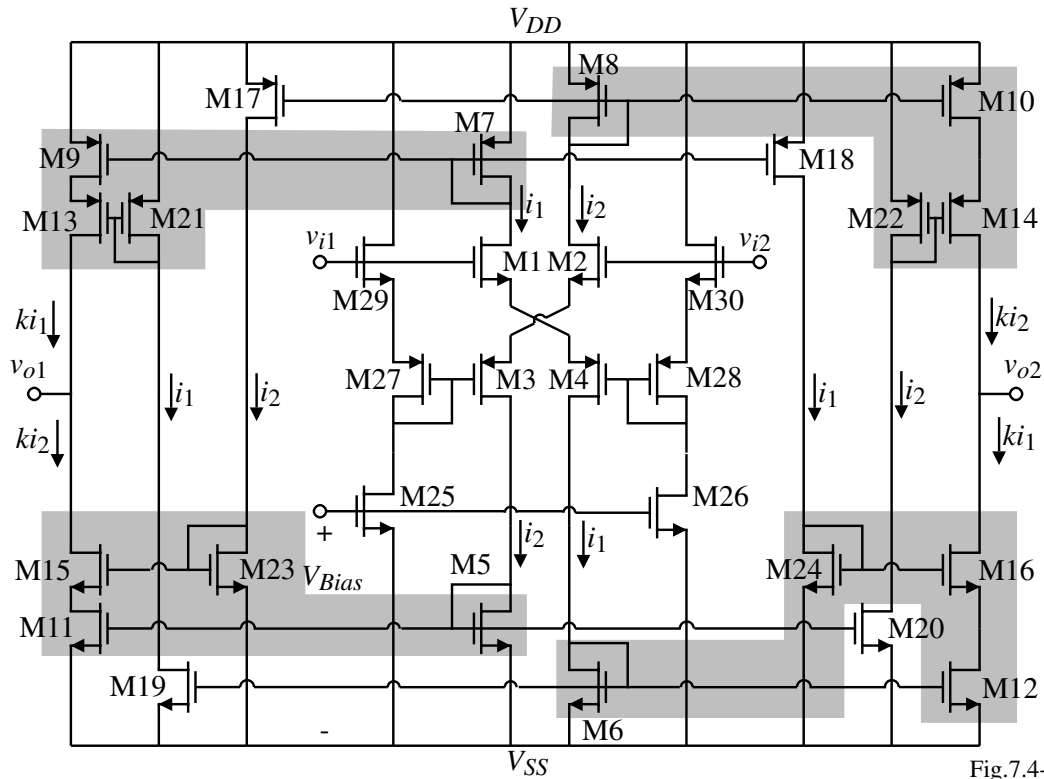 V_DD
M8
M17
M10
M7
M9
M18
M13
M21
i1
i2
M22
M14
vi1
vi2
M1
M2
M29
M30
ki1
ki2
vo1
M27
M3
M4
M28
vo2
i1
i2
i1
i2
ki2
ki1
M25
M26
+
i2
i1
M15
M23
VBias
M5
M24
M16
M11
M20
M19
M12
M6
-
VSS
Fig.7.4-